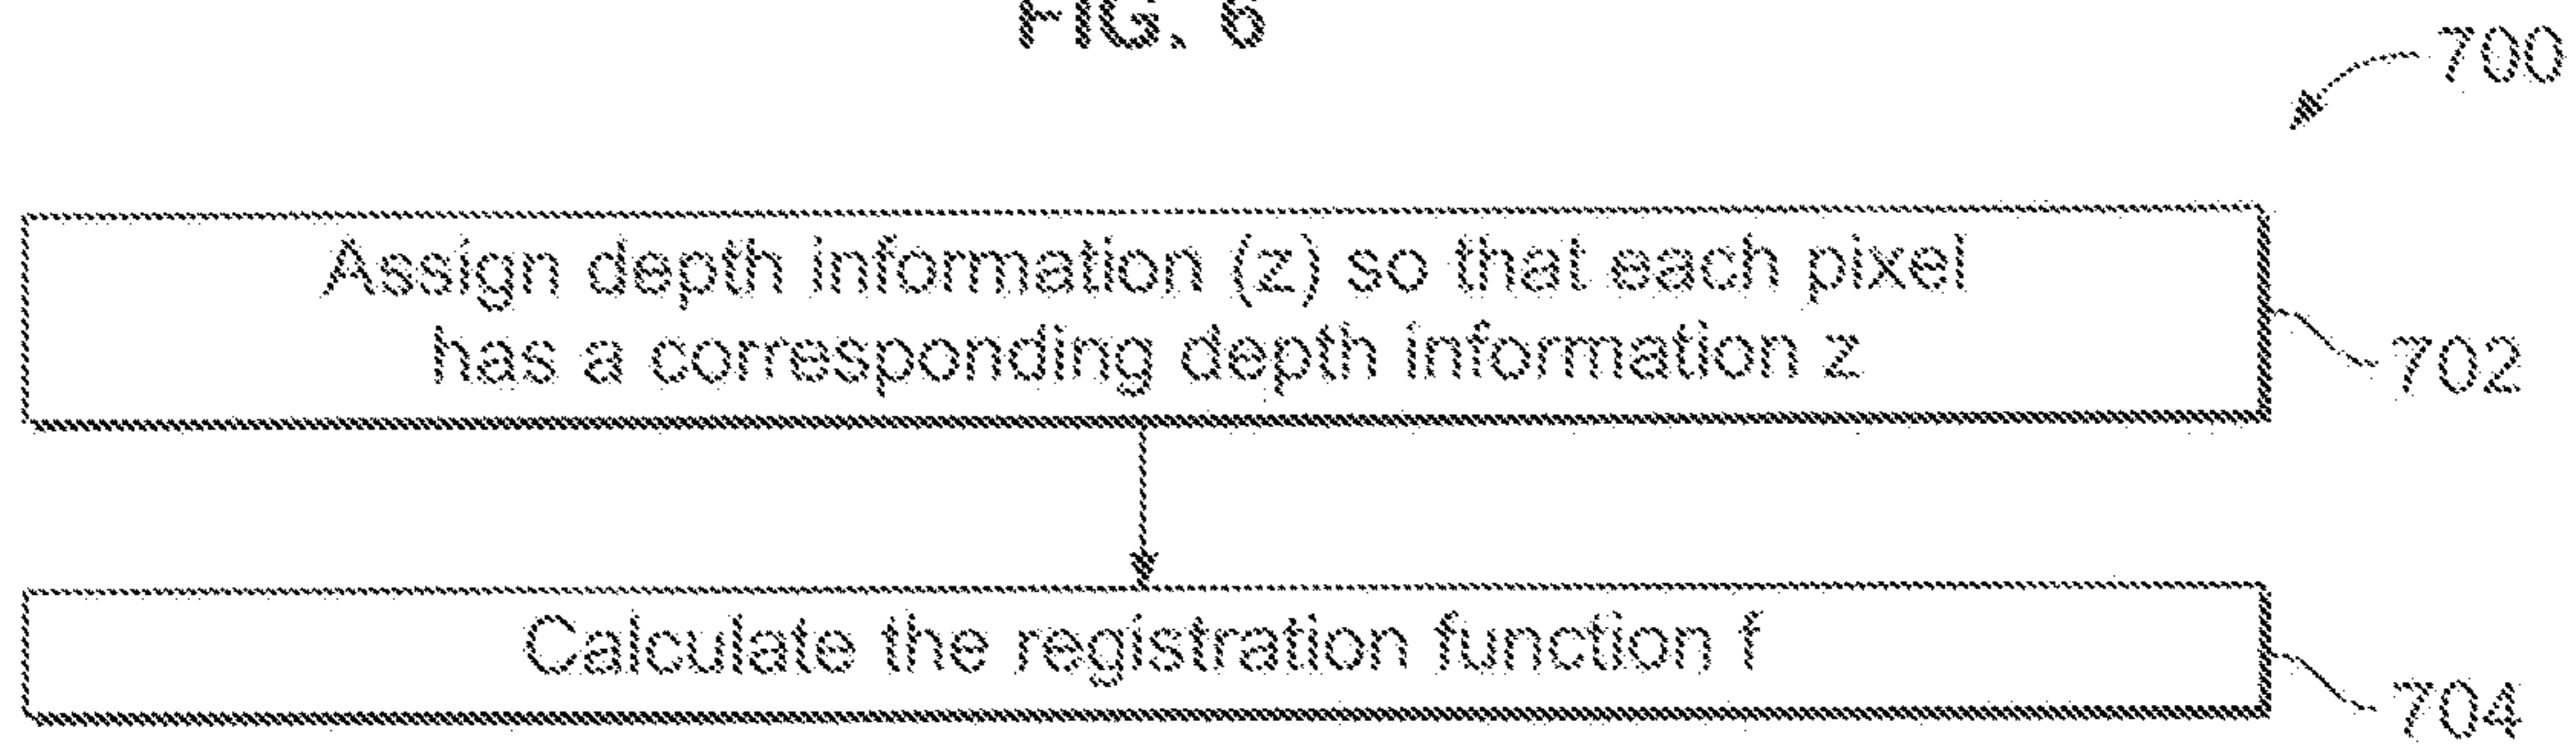 FIG. 6
700
Assign depth information (z) so that each pixel
has a corresponding depth information z
702
Calculate the registration function f
704